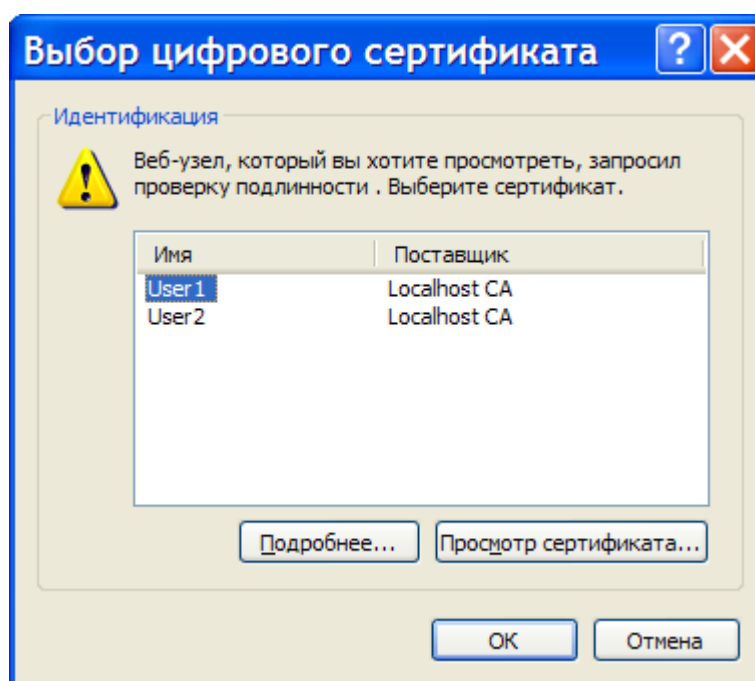 Выбор цифрового сертификата
Идентификация
Веб-узел, который вы хотите просмотреть, запросил
проверку подлинности . Выберите сертификат.
Имя Поставщик
User1 Localhost CA
User2 Localhost CA
Подробнее... Просмотр сертификата...
OK Отмена